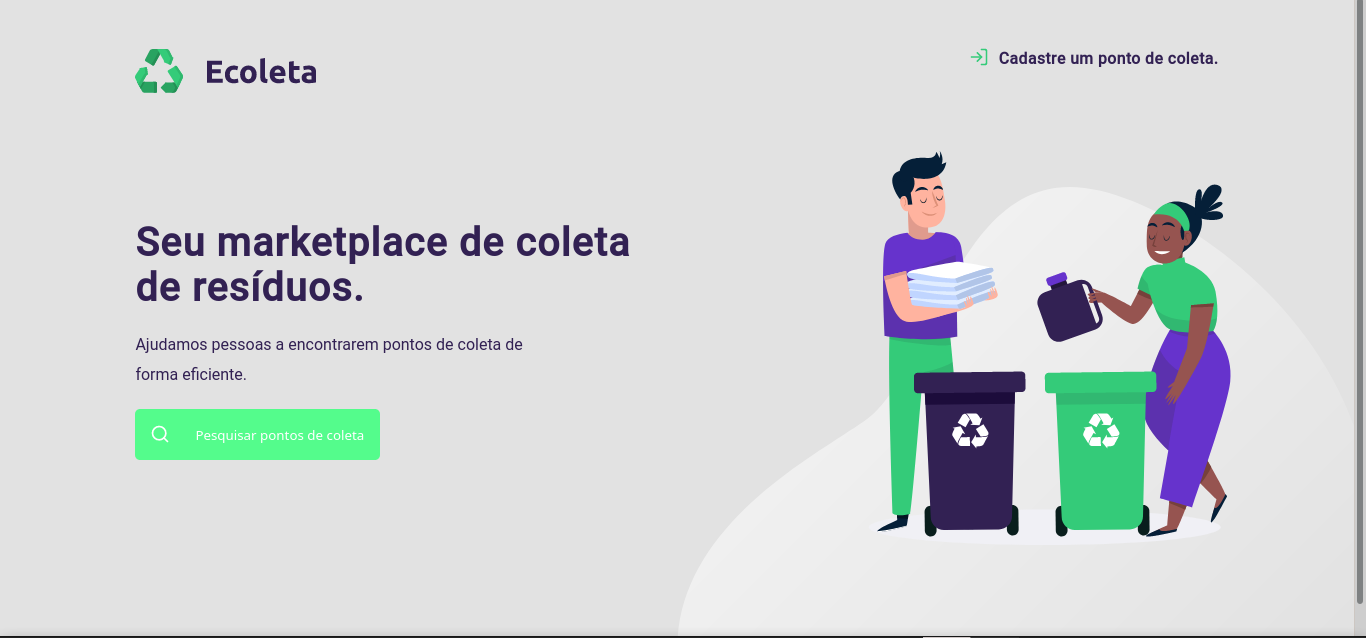 Ecoleta
Cadastre um ponto de coleta.
Seu marketplace de coleta
de resíduos.
Ajudamos pessoas a encontrarem pontos de coleta de
forma eficiente.
Pesquisar pontos de coleta